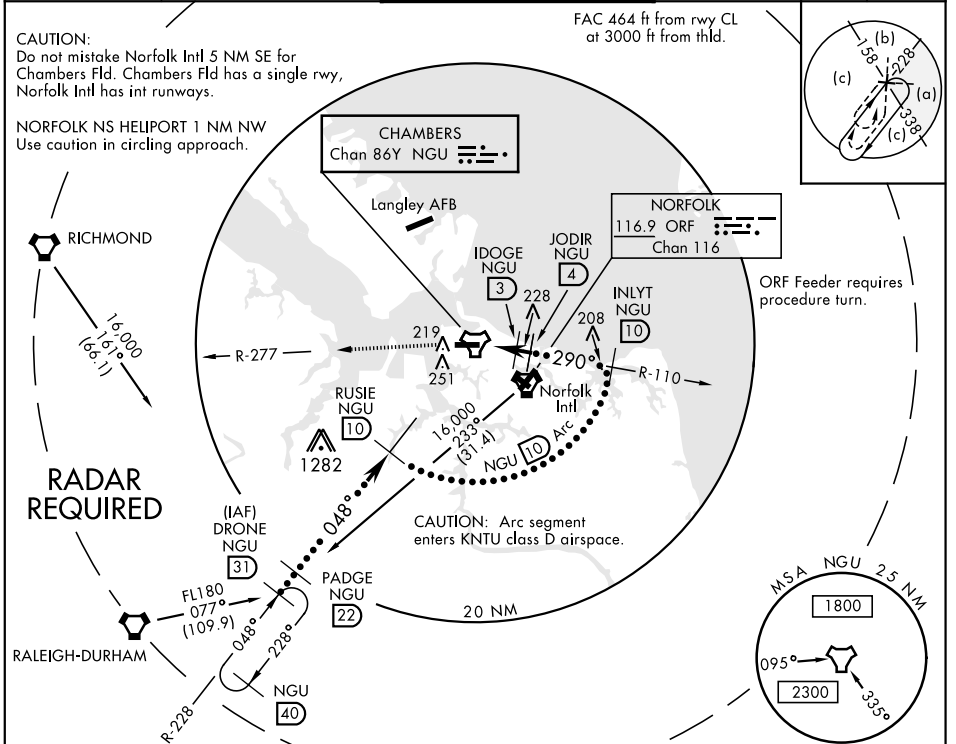 CAUTION:
Do not mistake Norfolk Intl 5 NM SE for
Chambers Fld. Chambers Fld has a single rwy,
Norfolk Intl has int runways.
NORFOLK NS HELIPORT 1 NM NW
Use caution in circling approach.
FAC 464 ft from rwy CL
at 3000 ft from thld.
(b)
158
228
(c)
(a)
338
(c)
CHAMBERS
Chan 86Y NGU
Langley AFB
NORFOLK
116.9 ORF
Chan 116
RICHMOND
16,000
161°
(66.1)
IDOGE
NGU
3
JODIR
NGU
4
228
208
INLYT
NGU
10
ORF Feeder requires
procedure turn.
R-277
219
251
290°
R-110
Norfolk
Intl
RUSIE
NGU
10
1282
16,000
233°
(31.4)
NGU 10 Arc
RADAR
REQUIRED
048°
(IAF)
DRONE
NGU
31
CAUTION: Arc segment
enters KNTU class D airspace.
PADGE
NGU
22
FL180
077°
(109.9)
RALEIGH-DURHAM
048°
228°
20 NM
NGU
40
R-228
MSA NGU 25 NM
1800
095°
2300
335°